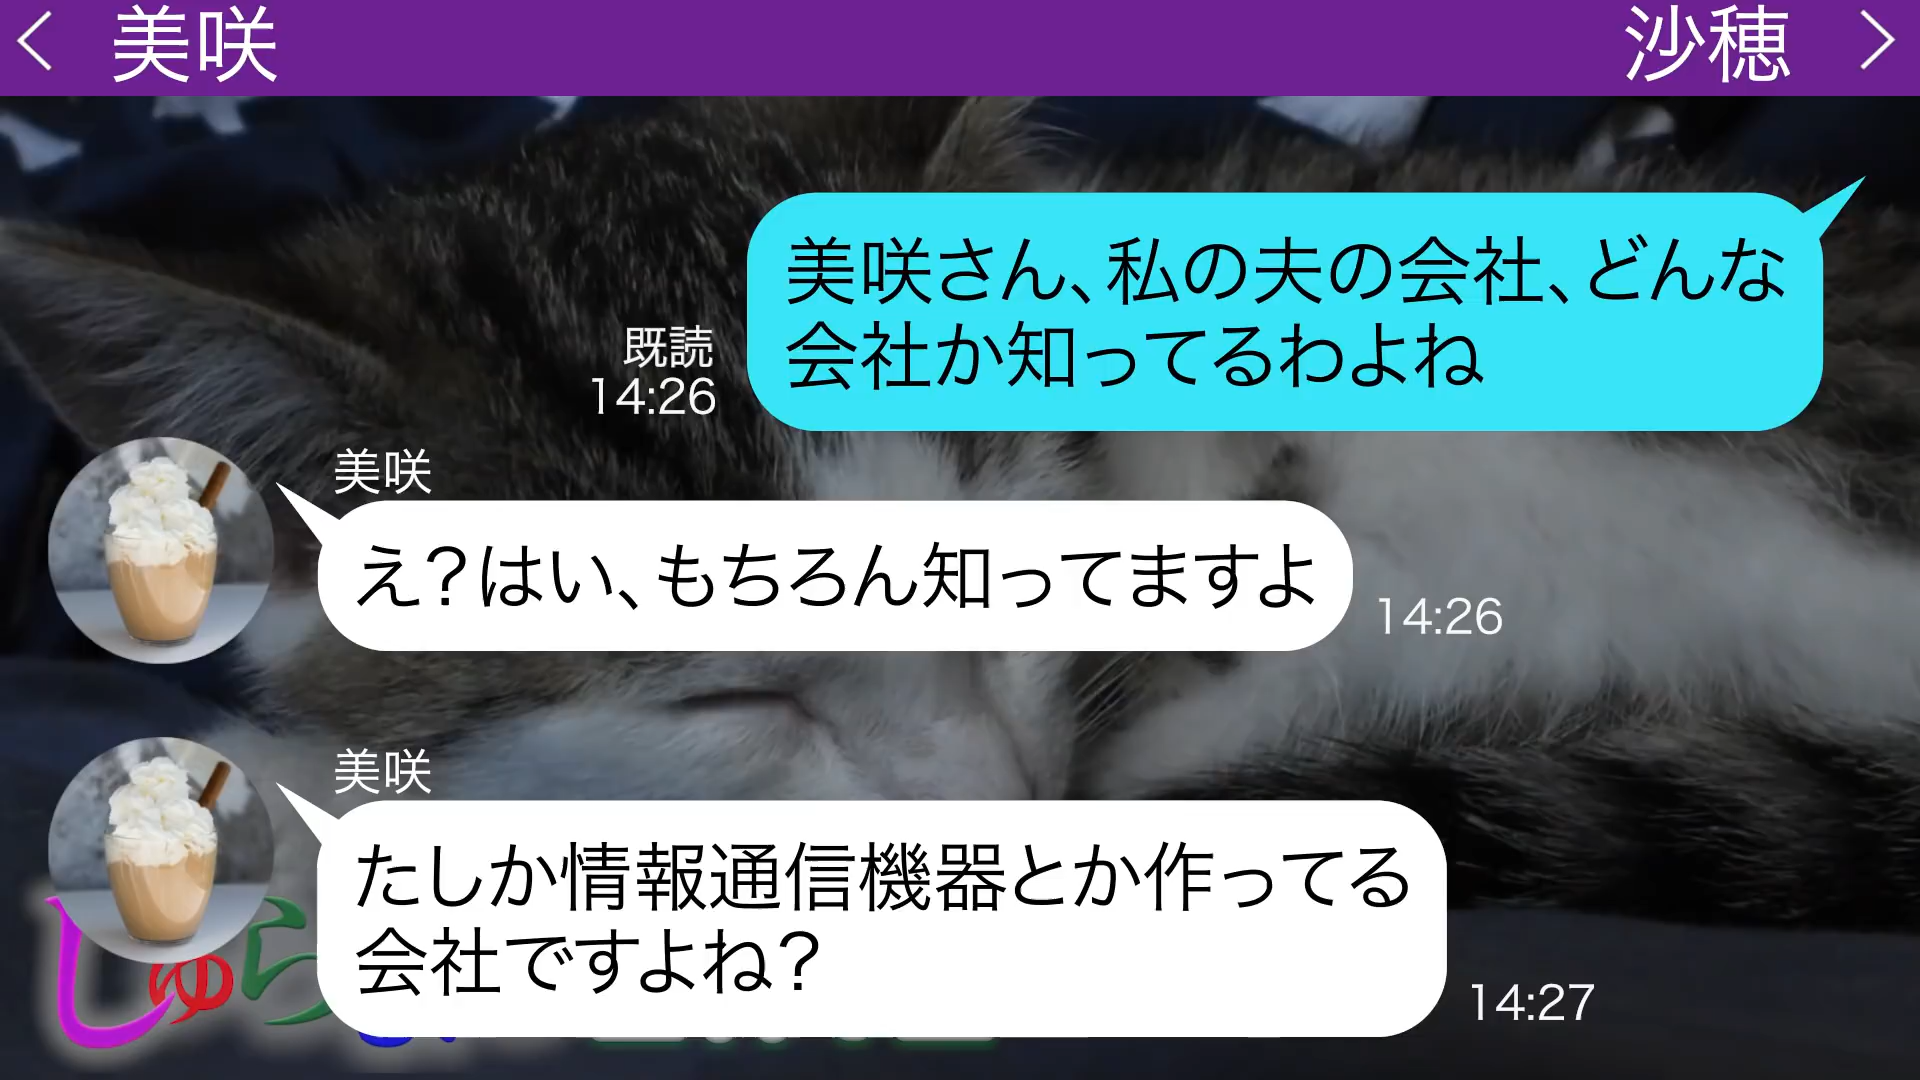 美咲
沙穂
美咲さん、私の夫の会社、どんな
会社か知ってるわよね
既読
14:26
美咲
え？はい、もちろん知ってますよ
14:26
美咲
たしか情報通信機器とか作ってる
会社ですよね？
14:27
しゅら